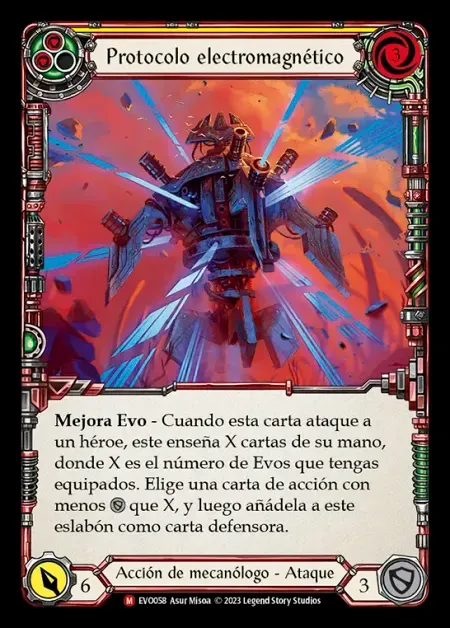 Protocolo electromagnético
3
Mejora Evo - Cuando esta carta ataque a
un héroe, este enseña X cartas de su mano,
donde X es el número de Evos que tengas
equipados. Elige una carta de acción con
menos que X, y luego añádela a este
eslabón como carta defensora.
6
Acción de mecanólogo - Ataque
3
M EVO058 Asur Misoa © 2023 Legend Story Studios